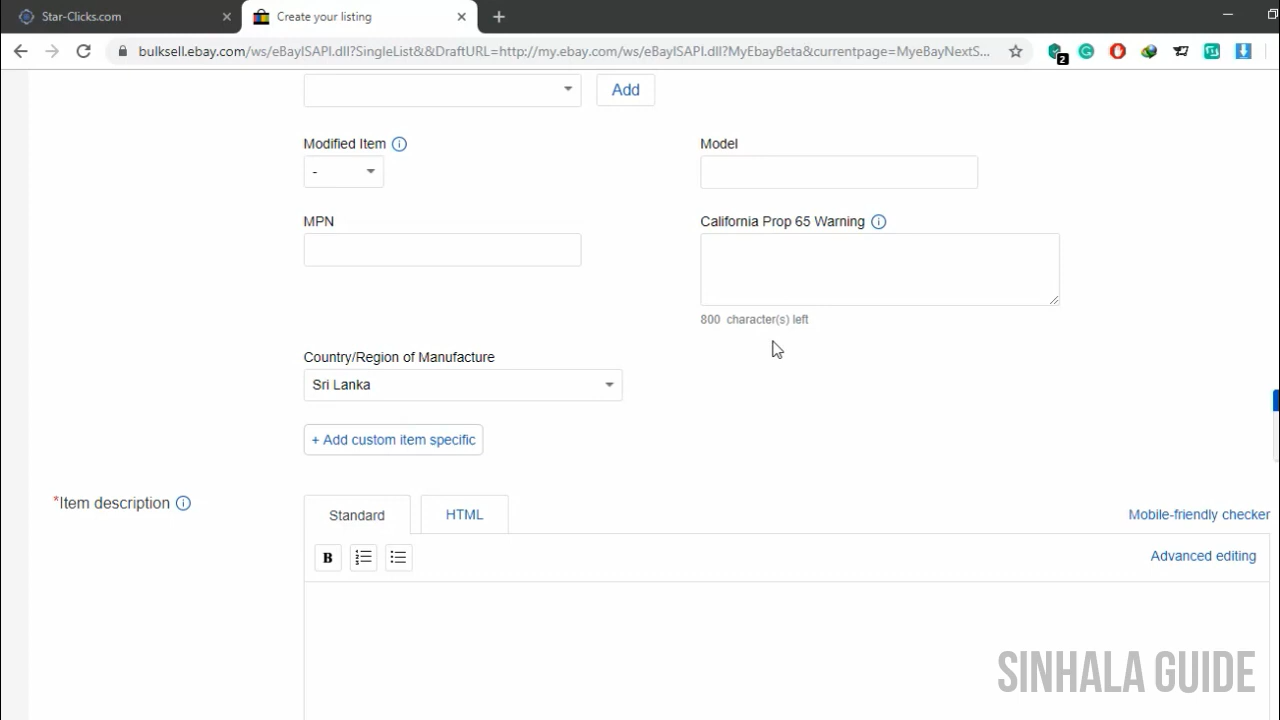 Star-Clicks.com
Create your listing
bulksell.ebay.com/ws/eBayISAPI.dll?SingleList&&DraftURL=http://my.ebay.com/ws/eBayISAPI.dll?MyEbayBeta&currentpage=MyeBayNextS...
2
Add
Modified Item
Model
-
MPN
California Prop 65 Warning
800 character(s) left
Country/Region of Manufacture
Sri Lanka
+ Add custom item specific
*Item description
Standard
HTML
Mobile-friendly checker
B
Advanced editing
SINHALA GUIDE